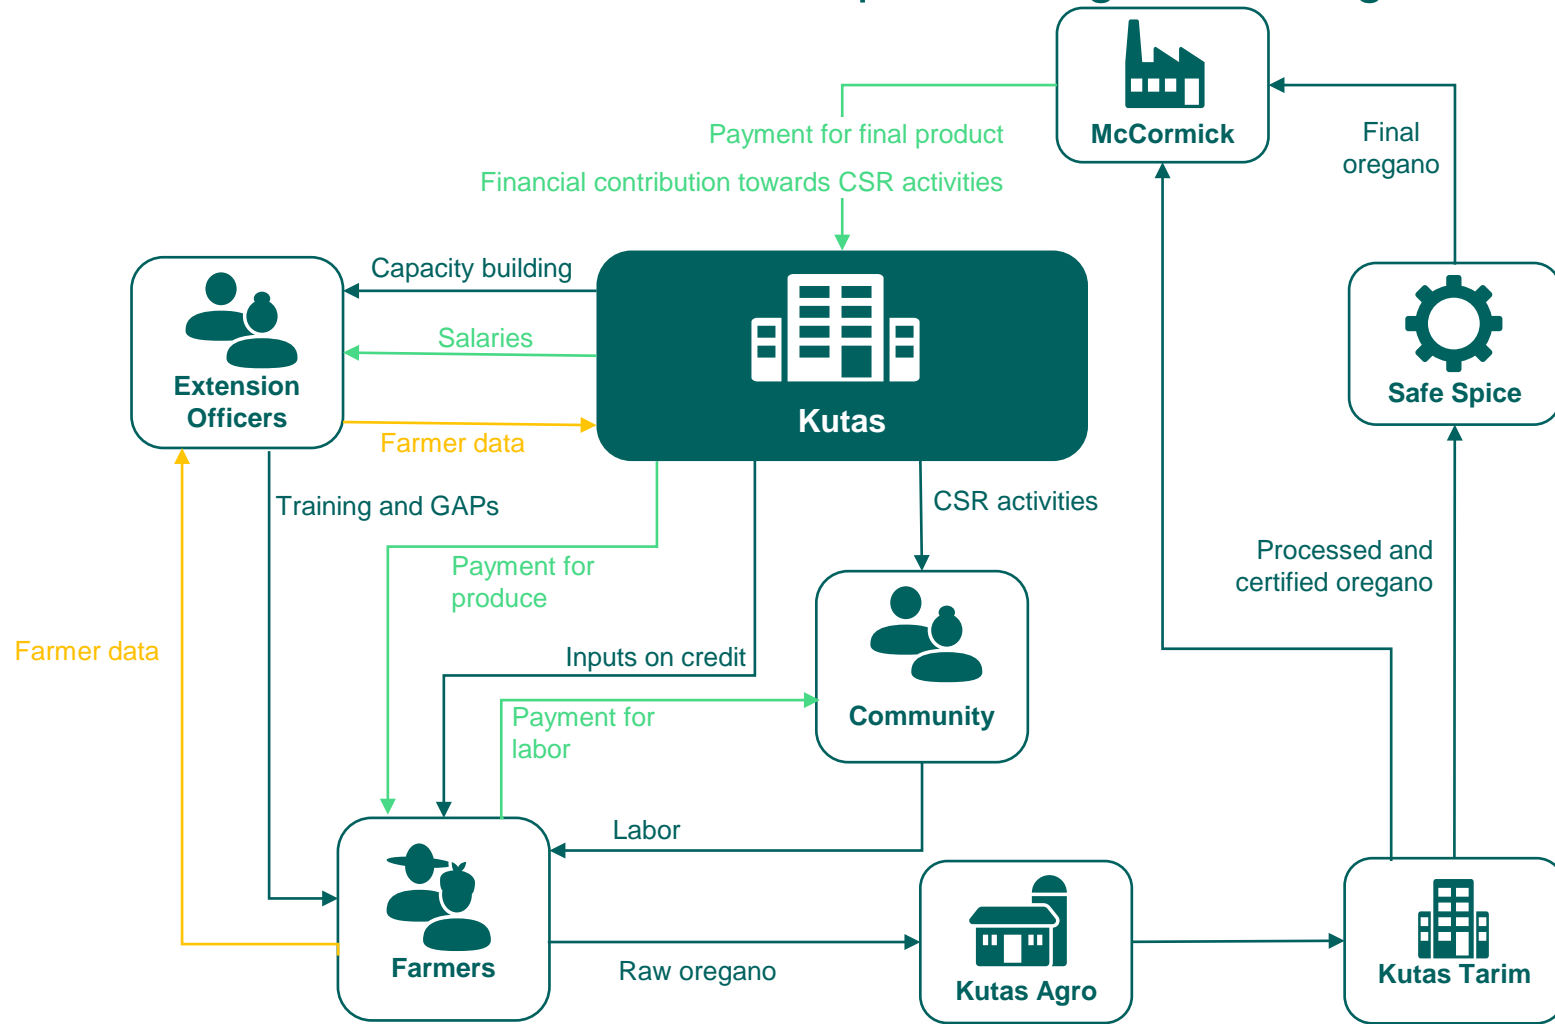 McCormick
Payment for final product
Final
oregano
Financial contribution towards CSR activities
Capacity building
Salaries
Extension
Officers
Kutas
Safe Spice
Farmer data
Training and GAPs
CSR activities
Payment for
produce
Processed and
certified oregano
Farmer data
Inputs on credit
Payment for
labor
Community
Labor
Farmers
Raw oregano
Kutas Agro
Kutas Tarim